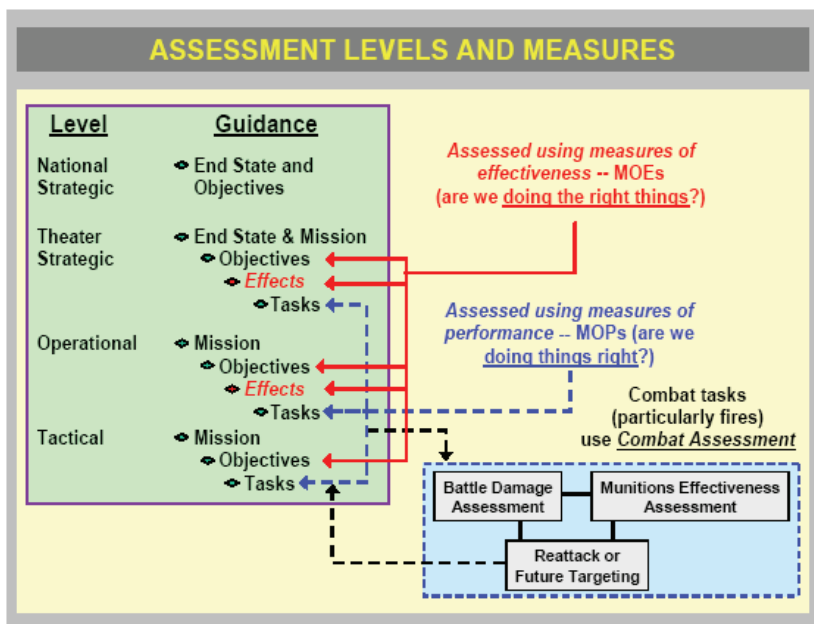 ASSESSMENT LEVELS AND MEASURES
Level
Guidance
National
Strategic
End State and
Objectives
Theater
Strategic
End State & Mission
Objectives
Effects
Tasks
Operational
Mission
Objectives
Effects
Tasks
Tactical
Mission
Objectives
Tasks
Assessed using measures of
effectiveness -- MOEs
(are we doing the right things?)
Assessed using measures of
performance -- MOPs (are we
doing things right?)
Combat tasks
(particularly fires)
use Combat Assessment
Battle Damage
Assessment
Munitions Effectiveness
Assessment
Reattack or
Future Targeting